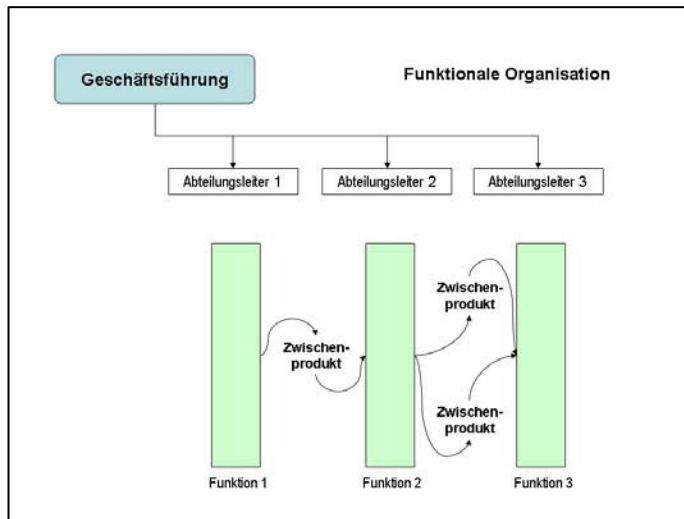 Geschäftsführung
Funktionale Organisation
Abteilungsleiter 1
Abteilungsleiter 2
Abteilungsleiter 3
Zwischen-
produkt
Zwischen-
produkt
Zwischen-
produkt
Funktion 1
Funktion 2
Funktion 3